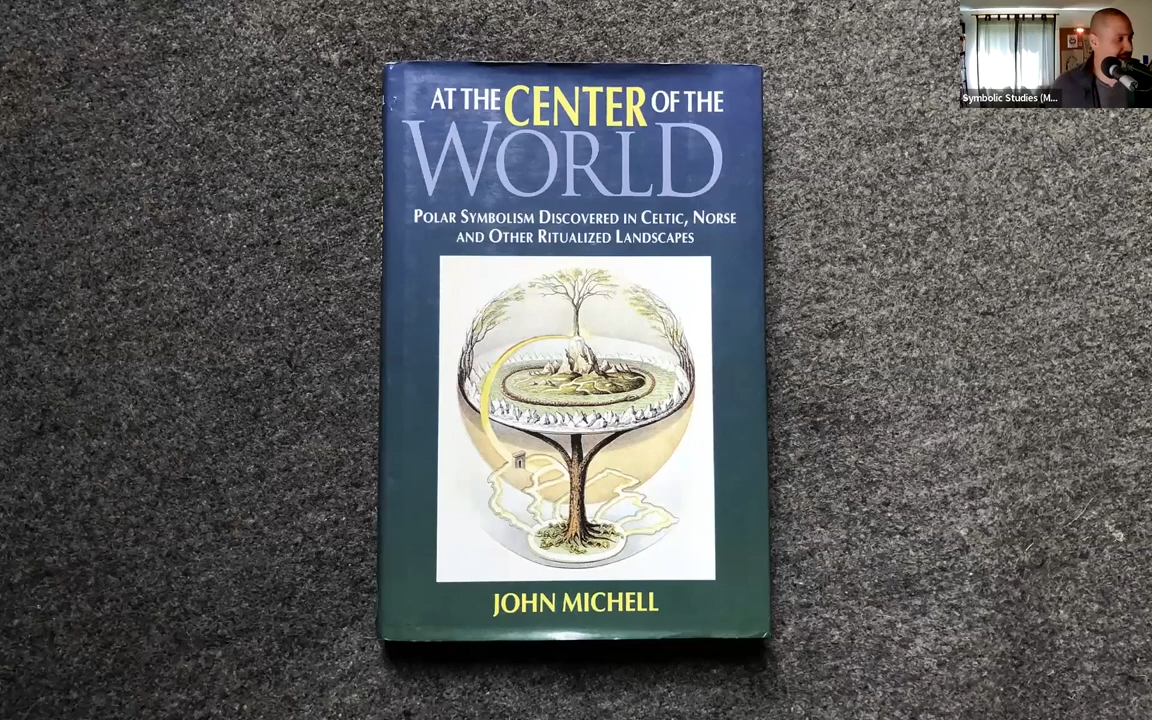 AT THE CENTER OF THE
WORLD
POLAR SYMBOLISM DISCOVERED IN CELTIC, NORSE
AND OTHER RITUALIZED LANDSCAPES
JOHN MICHELL
Symbolic Studies (M...